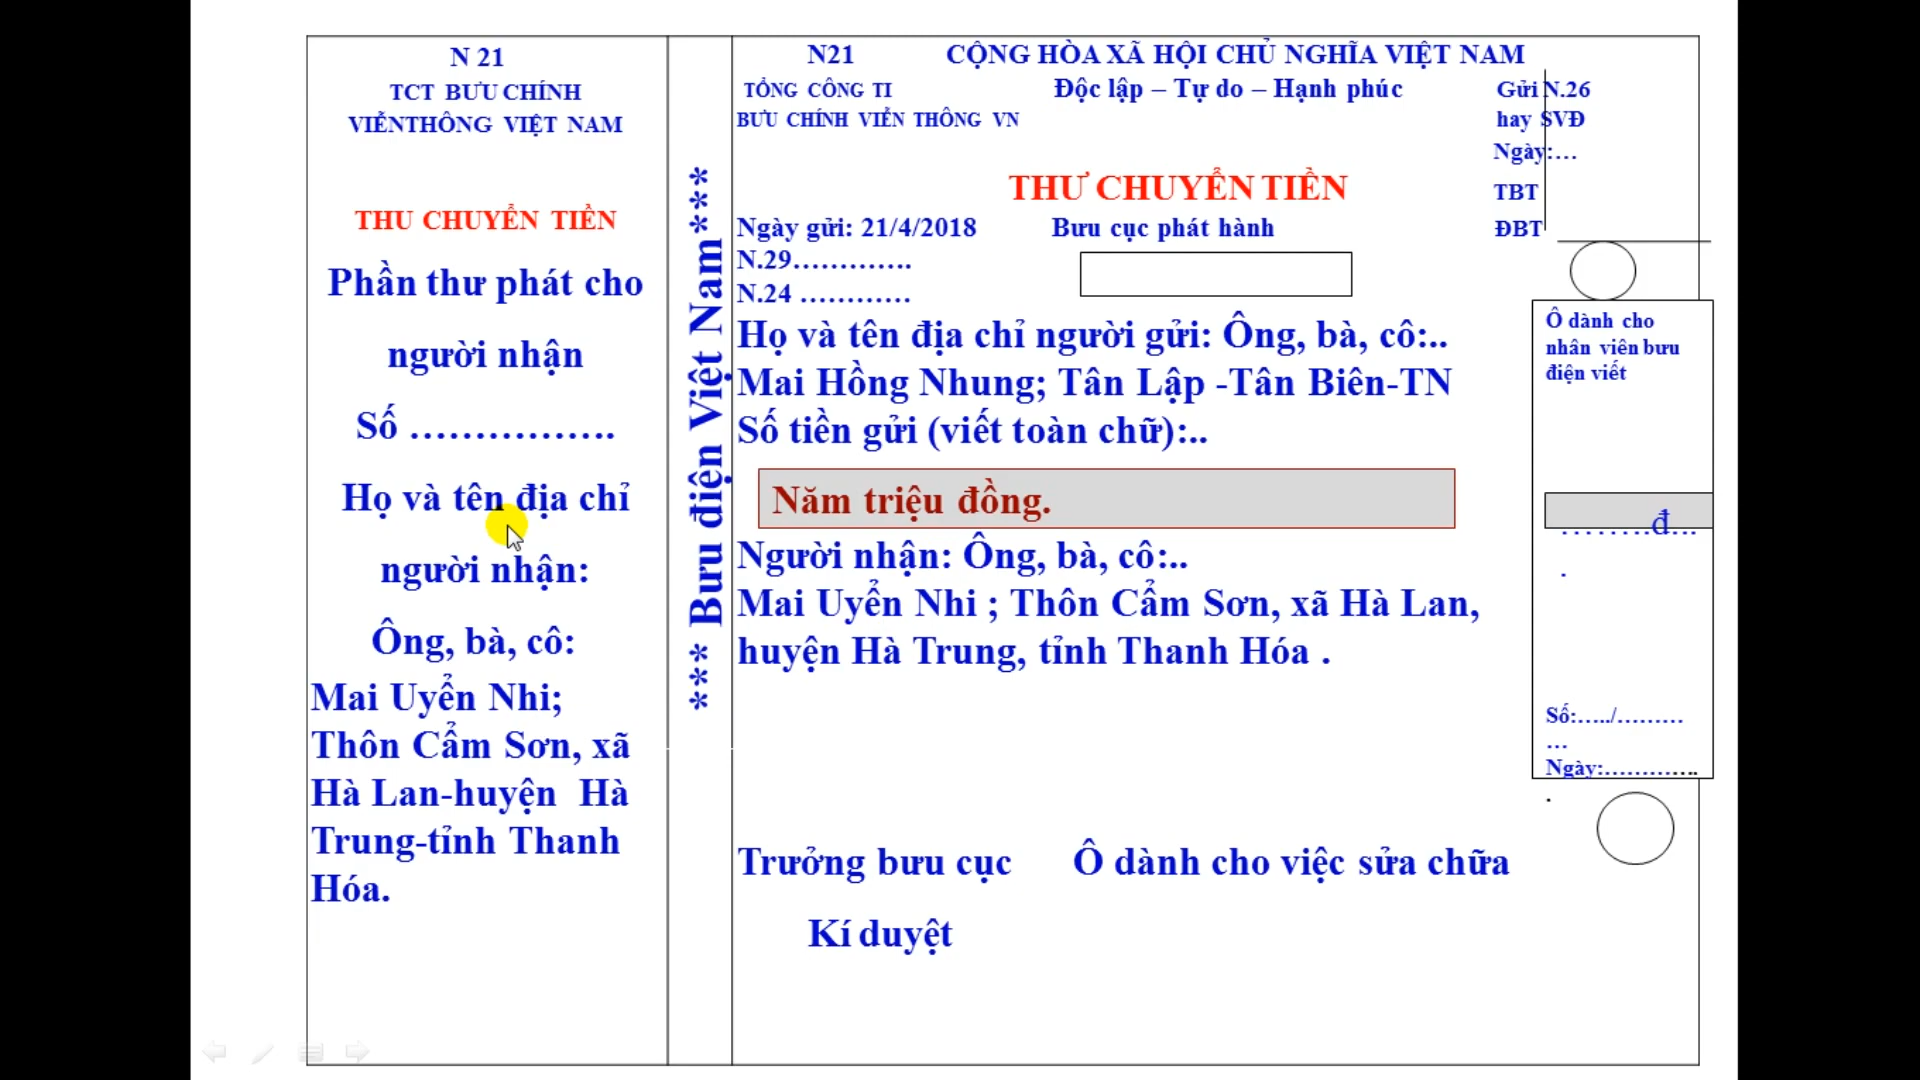 N 21
TCT BƯU CHÍNH
VIỄNTHÔNG VIỆT NAM
THU CHUYỂN TIỀN
Phần thư phát cho
người nhận
Số …………….
Họ và tên địa chỉ
người nhận:
Ông, bà, cô:
Mai Uyển Nhi;
Thôn Cẩm Sơn, xã
Hà Lan-huyện Hà
Trung-tỉnh Thanh
Hóa.
*** Bưu điện Việt Nam****
N21 CỘNG HÒA XÃ HỘI CHỦ NGHĨA VIỆT NAM
TỔNG CÔNG TI Độc lập – Tự do – Hạnh phúc
BƯU CHÍNH VIỄN THÔNG VN
THƯ CHUYỂN TIỀN
Ngày gửi: 21/4/2018 Bưu cục phát hành
N.29………….
N.24 …………
Họ và tên địa chỉ người gửi: Ông, bà, cô:..
Mai Hồng Nhung; Tân Lập -Tân Biên-TN
Số tiền gửi (viết toàn chữ):..
Năm triệu đồng.
Người nhận: Ông, bà, cô:..
Mai Uyển Nhi ; Thôn Cẩm Sơn, xã Hà Lan,
huyện Hà Trung, tỉnh Thanh Hóa .
Trưởng bưu cục Ô dành cho việc sửa chữa
Kí duyệt
Gửi N.26
hay SVĐ
Ngày:…
TBT
ĐBT
Ô dành cho
nhân viên bưu
điện viết
……..đ…
.
Số:…../………
…
Ngày:………….
.